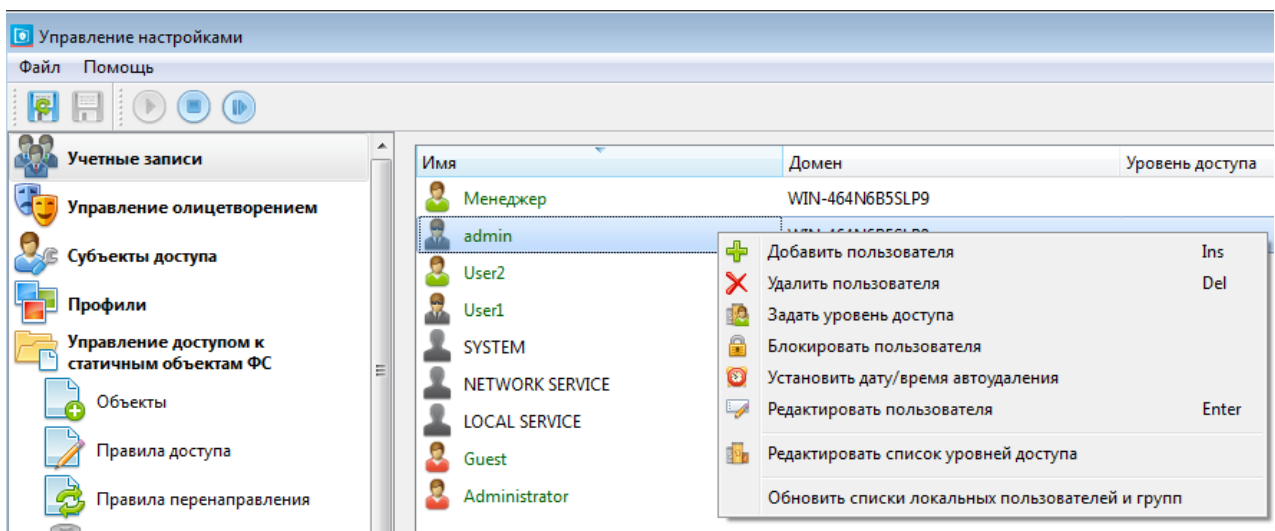 Управление настройками
Файл Помощь
Учетные записи
Управление олицетворением
Субъекты доступа
Профили
Управление доступом к
статичным объектам ФС
Объекты
Правила доступа
Правила перенаправления
Имя Домен Уровень доступа
Менеджер WIN-464N6B5SLP9
admin WIN-464N6B5SLP9
User2
User1
SYSTEM
NETWORK SERVICE
LOCAL SERVICE
Guest
Administrator
Добавить пользователя Ins
Удалить пользователя Del
Задать уровень доступа
Блокировать пользователя
Установить дату/время автоудаления
Редактировать пользователя Enter
Редактировать список уровней доступа
Обновить списки локальных пользователей и групп